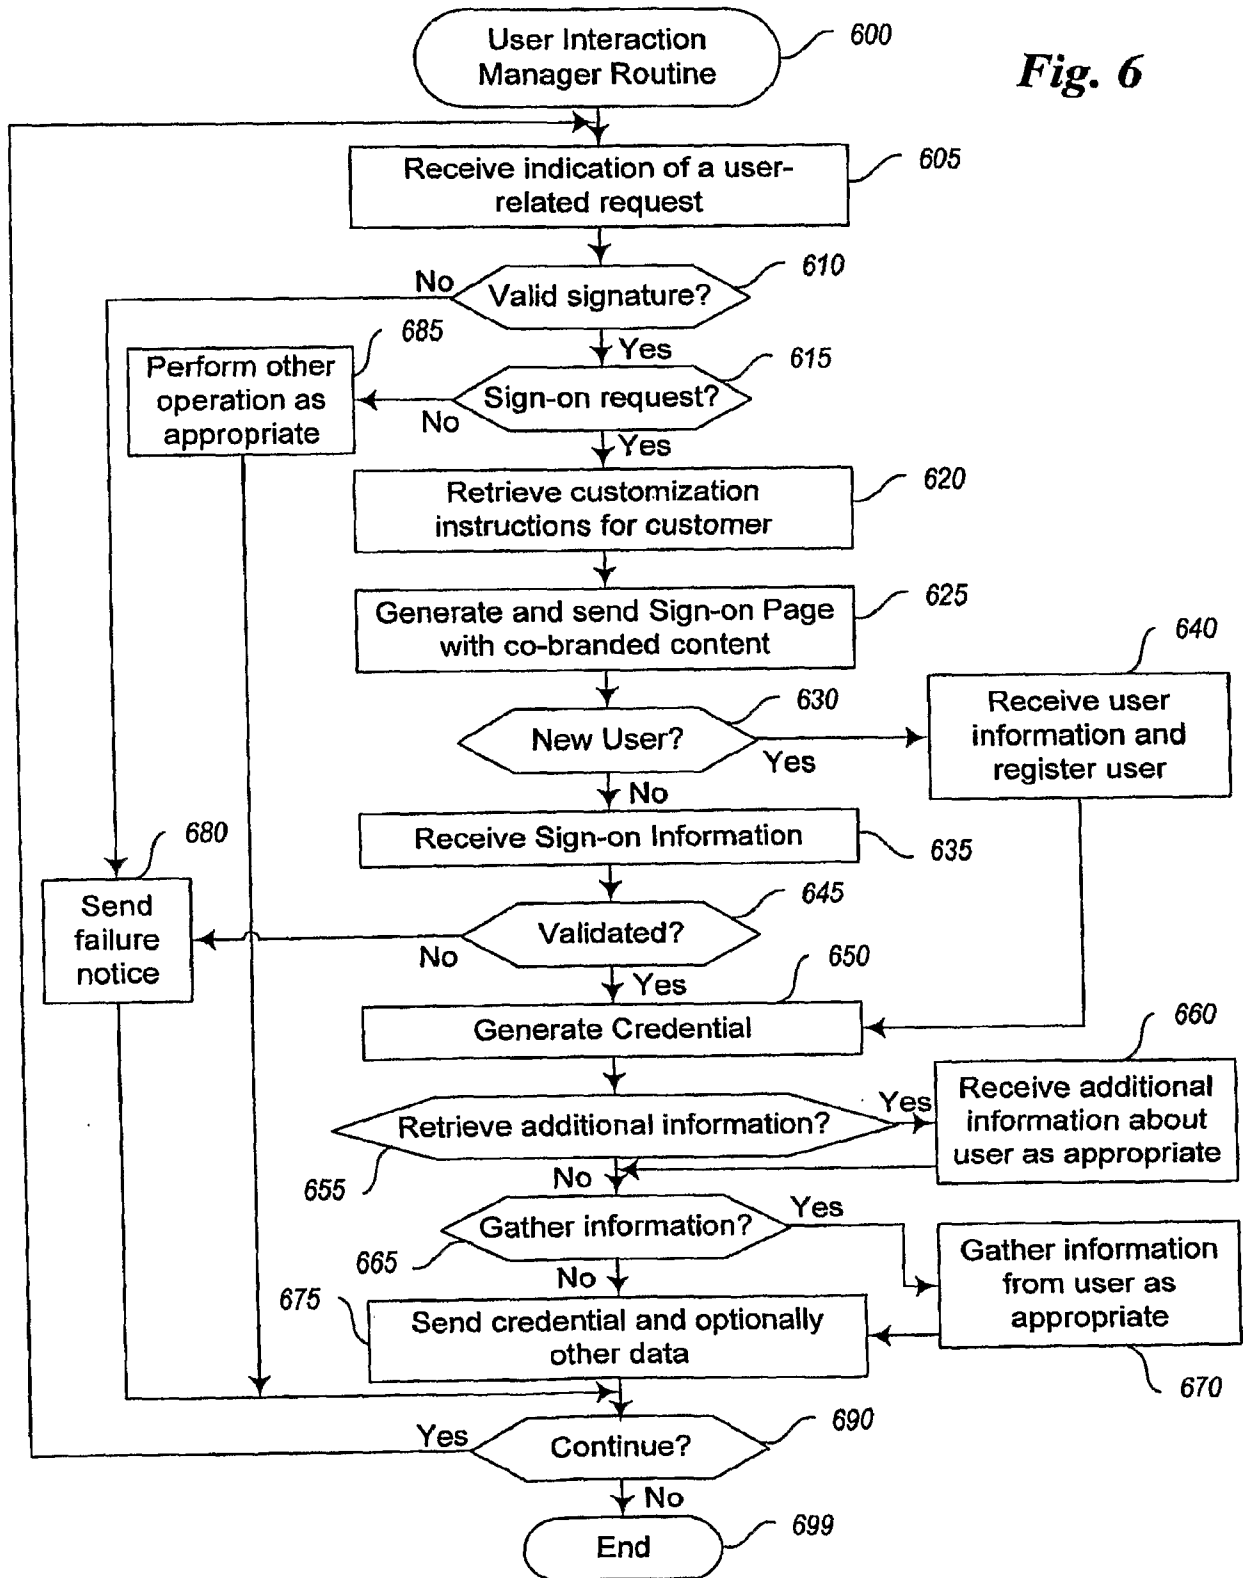 User Interaction
Manager Routine
600
Fig. 6
Receive indication of a user-
related request
605
Valid signature?
610
No
Yes
Sign-on request?
615
No
Yes
Perform other
operation as
appropriate
685
Retrieve customization
instructions for customer
620
Generate and send Sign-on Page
with co-branded content
625
New User?
630
Yes
No
Receive user
information and
register user
640
Receive Sign-on Information
635
Validated?
645
No
Yes
Send
failure
notice
680
Generate Credential
650
Retrieve additional information?
655
Yes
No
Receive additional
information about
user as appropriate
660
Gather information?
665
Yes
No
Gather information
from user as
appropriate
670
Send credential and optionally
other data
675
Continue?
690
Yes
No
End
699